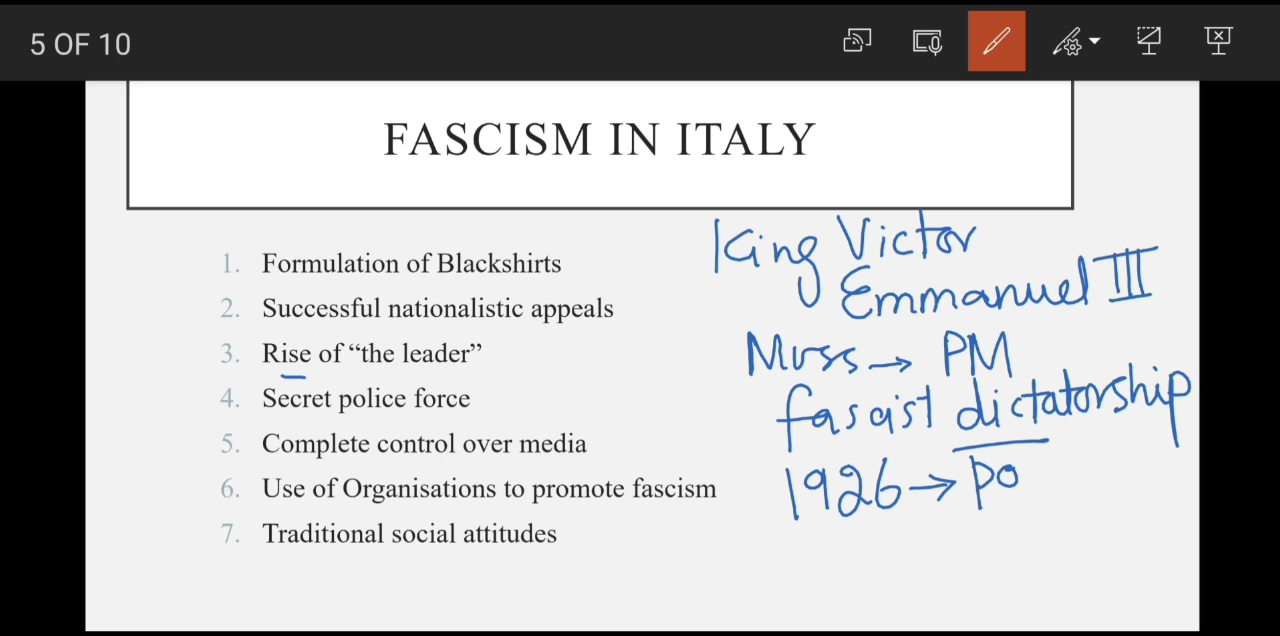 5 OF 10
FASCISM IN ITALY
1. Formulation of Blackshirts
2. Successful nationalistic appeals
3. Rise of “the leader”
4. Secret police force
5. Complete control over media
6. Use of Organisations to promote fascism
7. Traditional social attitudes
King Victor
Emmanuel III
Muss → PM
fascist dictatorship
1926 → po